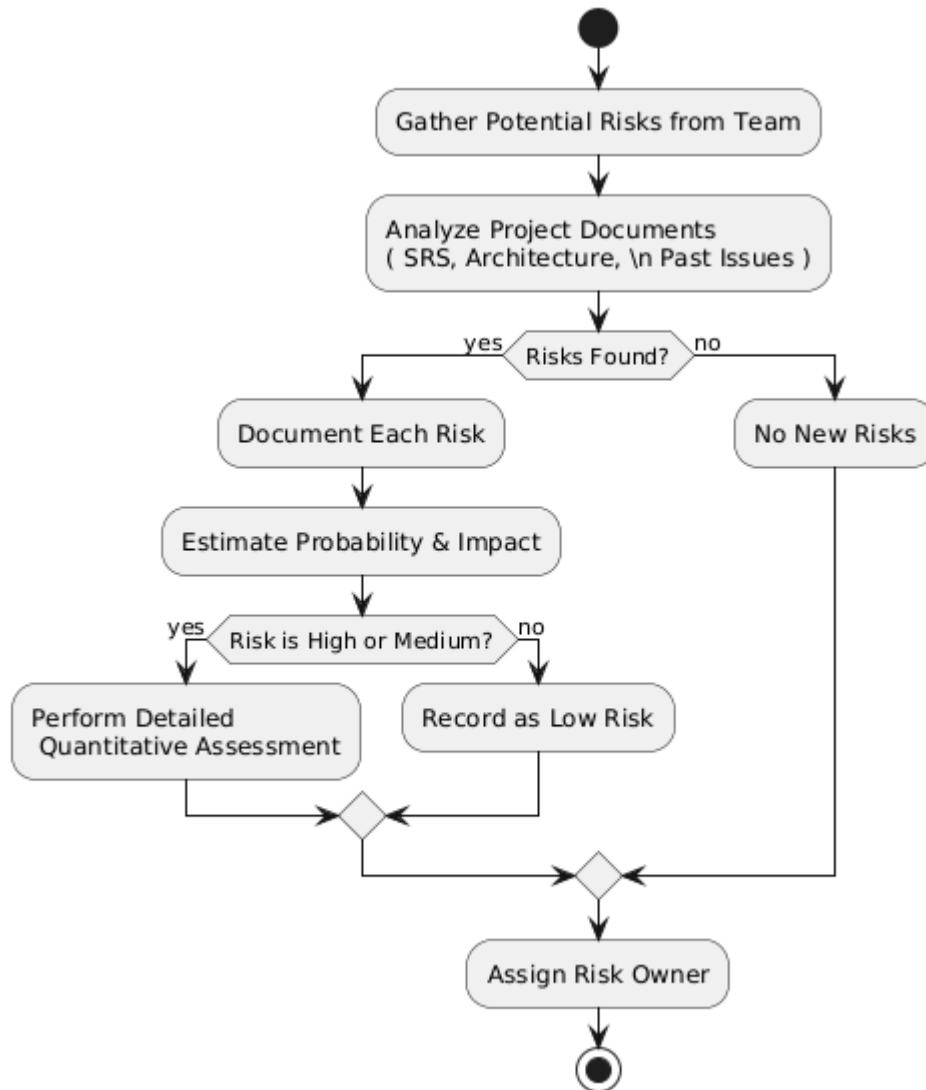 Gather Potential Risks from Team
Analyze Project Documents
( SRS, Architecture, \n Past Issues )
yes
Risks Found?
no
Document Each Risk
No New Risks
Estimate Probability & Impact
yes
Risk is High or Medium?
no
Perform Detailed
Quantitative Assessment
Record as Low Risk
Assign Risk Owner